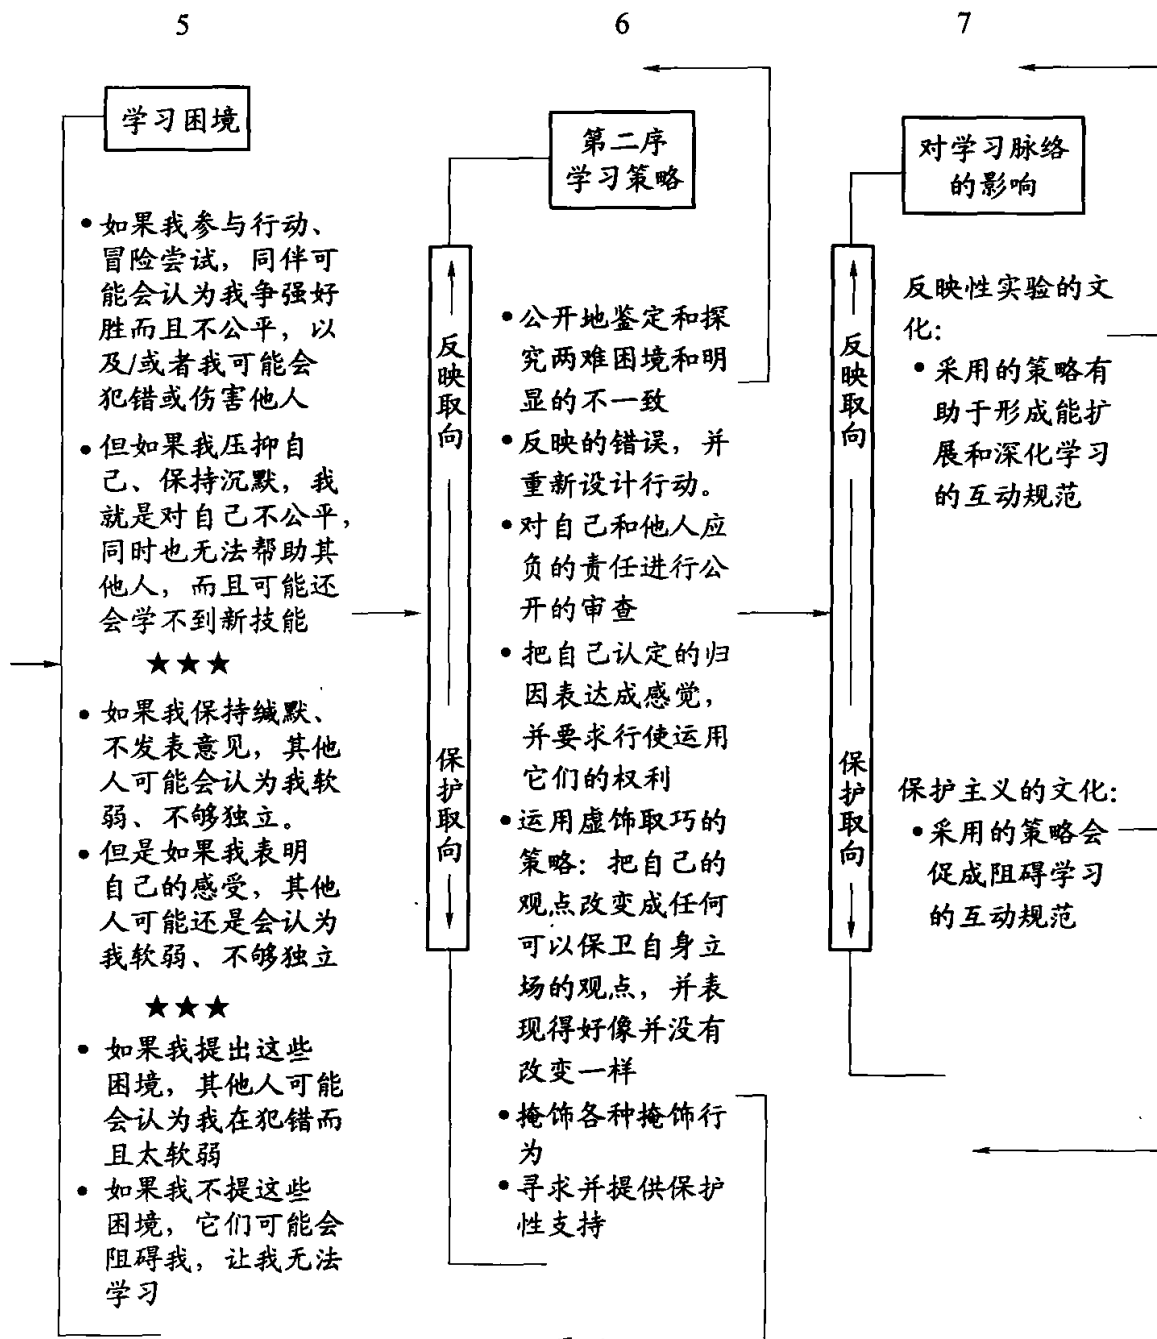 5
学习困境
•如果我参与行动、
冒险尝试，同伴可
能会认为我争强好
胜而且不公平，以
及/或者我可能会
犯错或伤害他人
•但如果我压抑自
己、保持沉默，我
就是对自己不公平，
同时也无法帮助其
他人，而且可能还
会学不到新技能
★★★
•如果我保持缄默、
不发表意见，其他
人可能会认为我软
弱、不够独立。
•但是如果我表明
自己的感受，其他
人可能还是会认为
我软弱、不够独立
★★★
•如果我提出这些
困境，其他人可能
会认为我在犯错而
且太软弱
•如果我不提这些
困境，它们可能会
阻碍我，让我无法
学习
6
第二序
学习策略
反映取向
保护取向
•公开地鉴定和探
究两难困境和明
显的不一致
•反映的错误，并
重新设计行动。
•对自己和他人应
负的责任进行公
开的审查
•把自己认定的归
因表达成感觉，
并要求行使运用
它们的权利
•运用虚饰取巧的
策略：把自己的
观点改变成任何
可以保卫自身立
场的观点，并表
现得好像并没有
改变一样
•掩饰各种掩饰行
为
•寻求并提供保护
性支持
7
对学习脉络
的影响
反映取向
保护取向
反映性实验的文
化：
•采用的策略有
助于形成能扩
展和深化学习
的互动规范
保护主义的文化：
•采用的策略会
促成阻碍学习
的互动规范